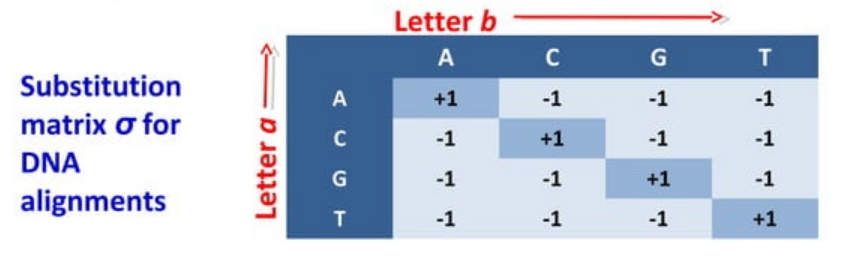 Letter b
Substitution
matrix σ for
DNA
alignments
Letter a
A C G T
A +1 -1 -1 -1
C -1 +1 -1 -1
G -1 -1 +1 -1
T -1 -1 -1 +1